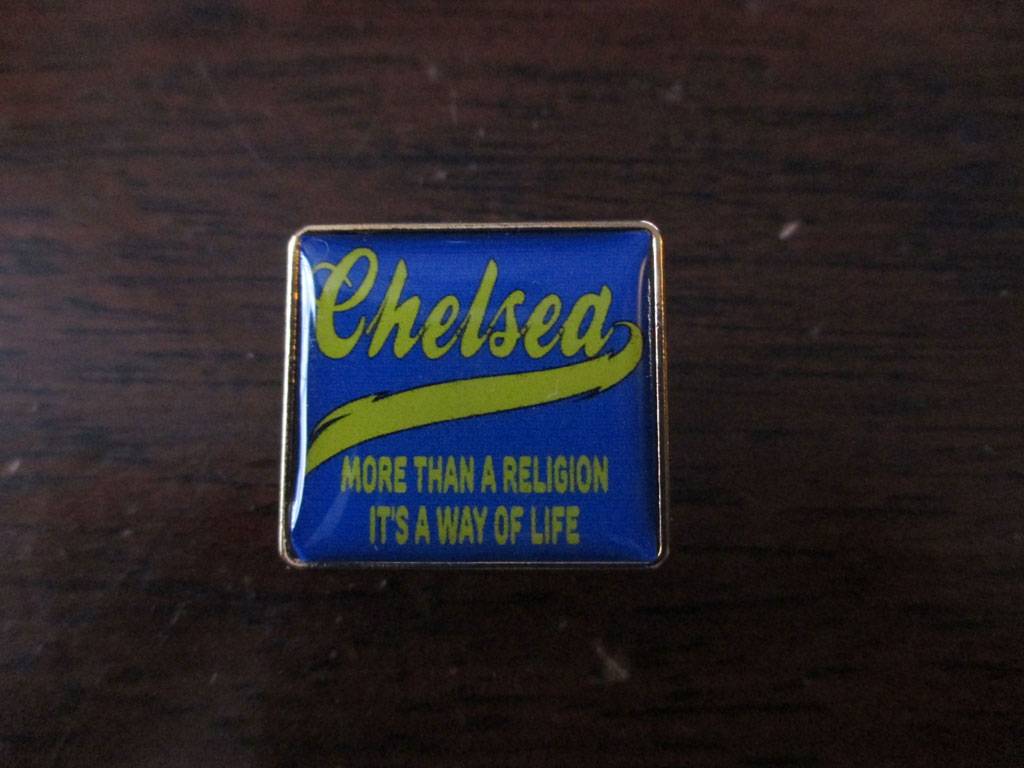 Chelsea
MORE THAN A RELIGION
IT'S A WAY OF LIFE